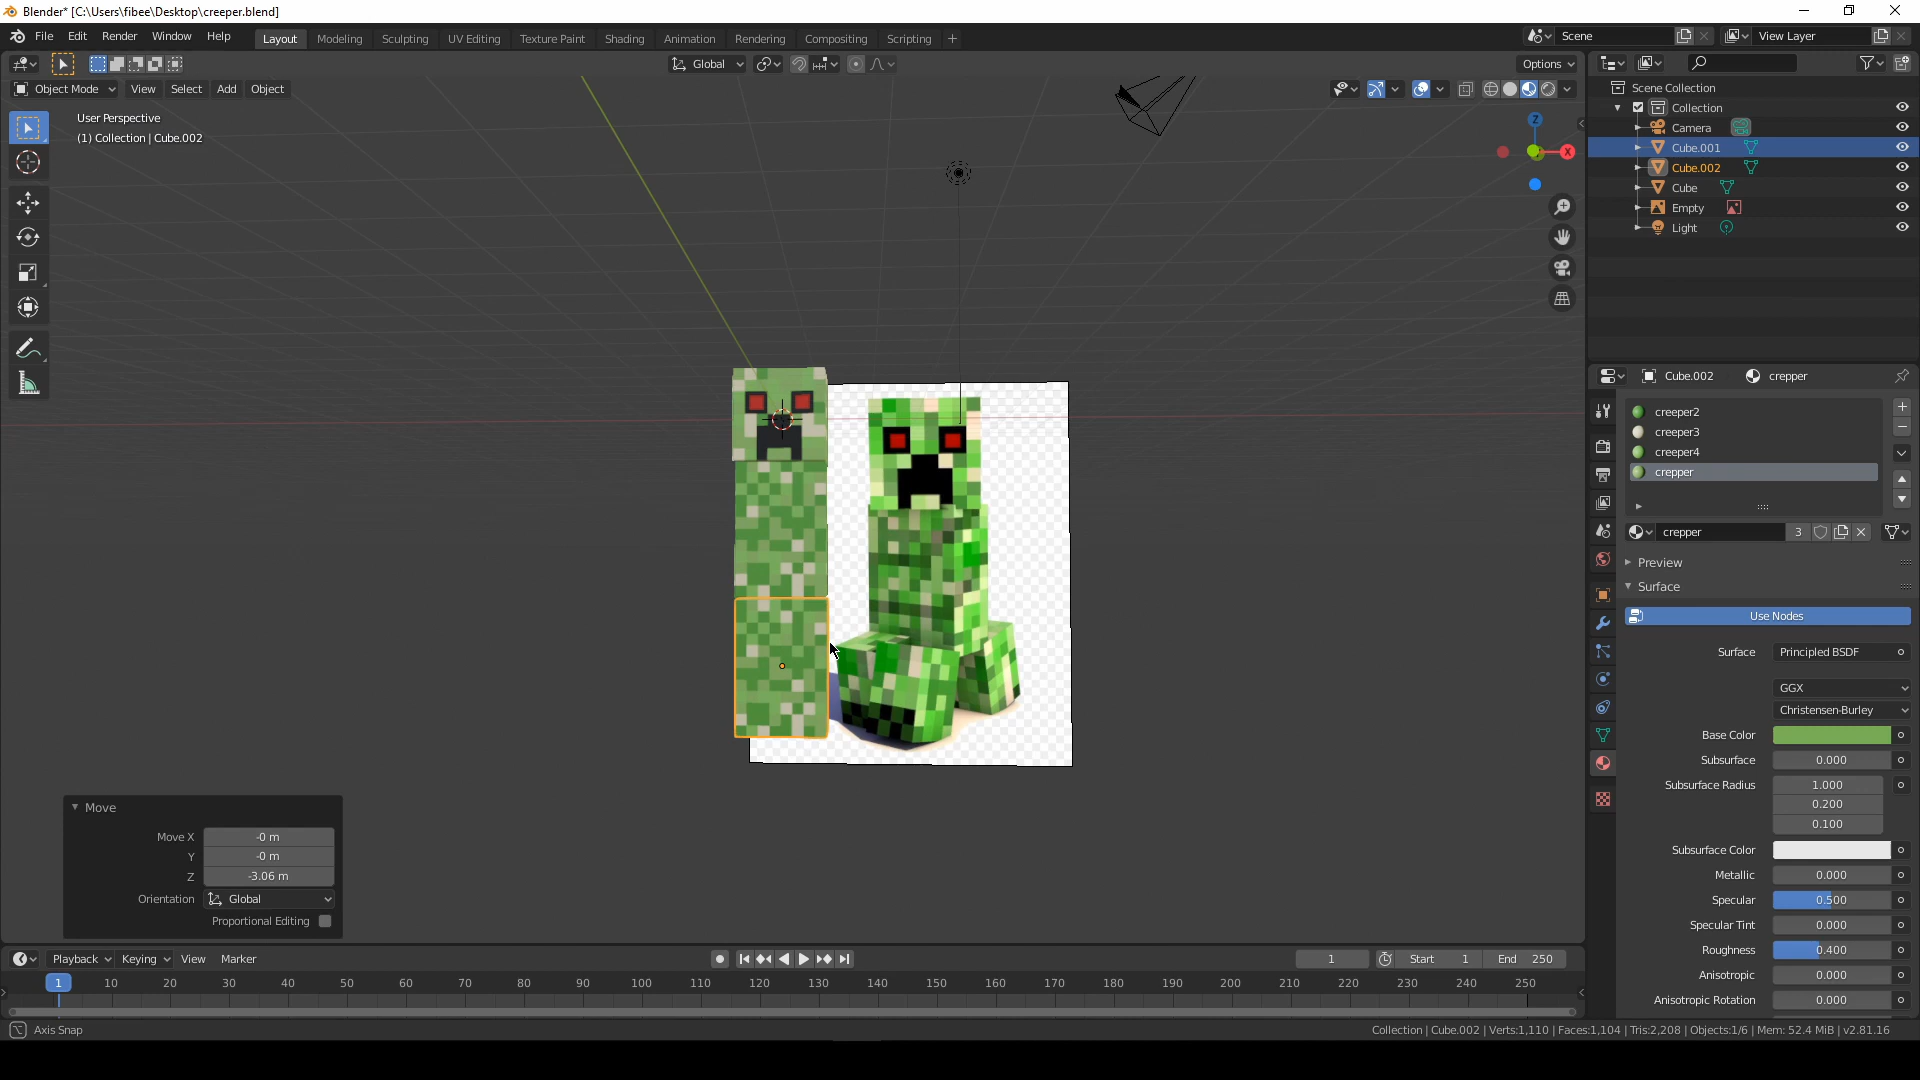 Blender* [C:\Users\fibee\Desktop\creeper.blend]
File Edit Render Window Help Layout Modeling Sculpting UV Editing Texture Paint Shading Animation Rendering Compositing Scripting + Scene View Layer
Global Options
Object Mode View Select Add Object
User Perspective
(1) Collection | Cube.002
Z
X
Scene Collection
Collection
Camera
Cube.001
Cube.002
Cube
Empty
Light
Cube.002 crepper
creeper2
creeper3
creeper4
crepper
crepper 3
Preview
Surface
Use Nodes
Surface Principled BSDF
GGX
Christensen-Burley
Base Color
Subsurface 0.000
Subsurface Radius 1.000
0.200
0.100
Subsurface Color
Metallic 0.000
Specular 0.500
Specular Tint 0.000
Roughness 0.400
Anisotropic 0.000
Anisotropic Rotation 0.000
Move
Move X -0 m
Y -0 m
Z -3.06 m
Orientation Global
Proportional Editing
Playback Keying View Marker 1 Start 1 End 250
1 10 20 30 40 50 60 70 80 90 100 110 120 130 140 150 160 170 180 190 200 210 220 230 240 250
Axis Snap
Collection | Cube.002 | Verts:1,110 | Faces:1,104 | Tris:2,208 | Objects:1/6 | Mem: 52.4 MiB | v2.81.16